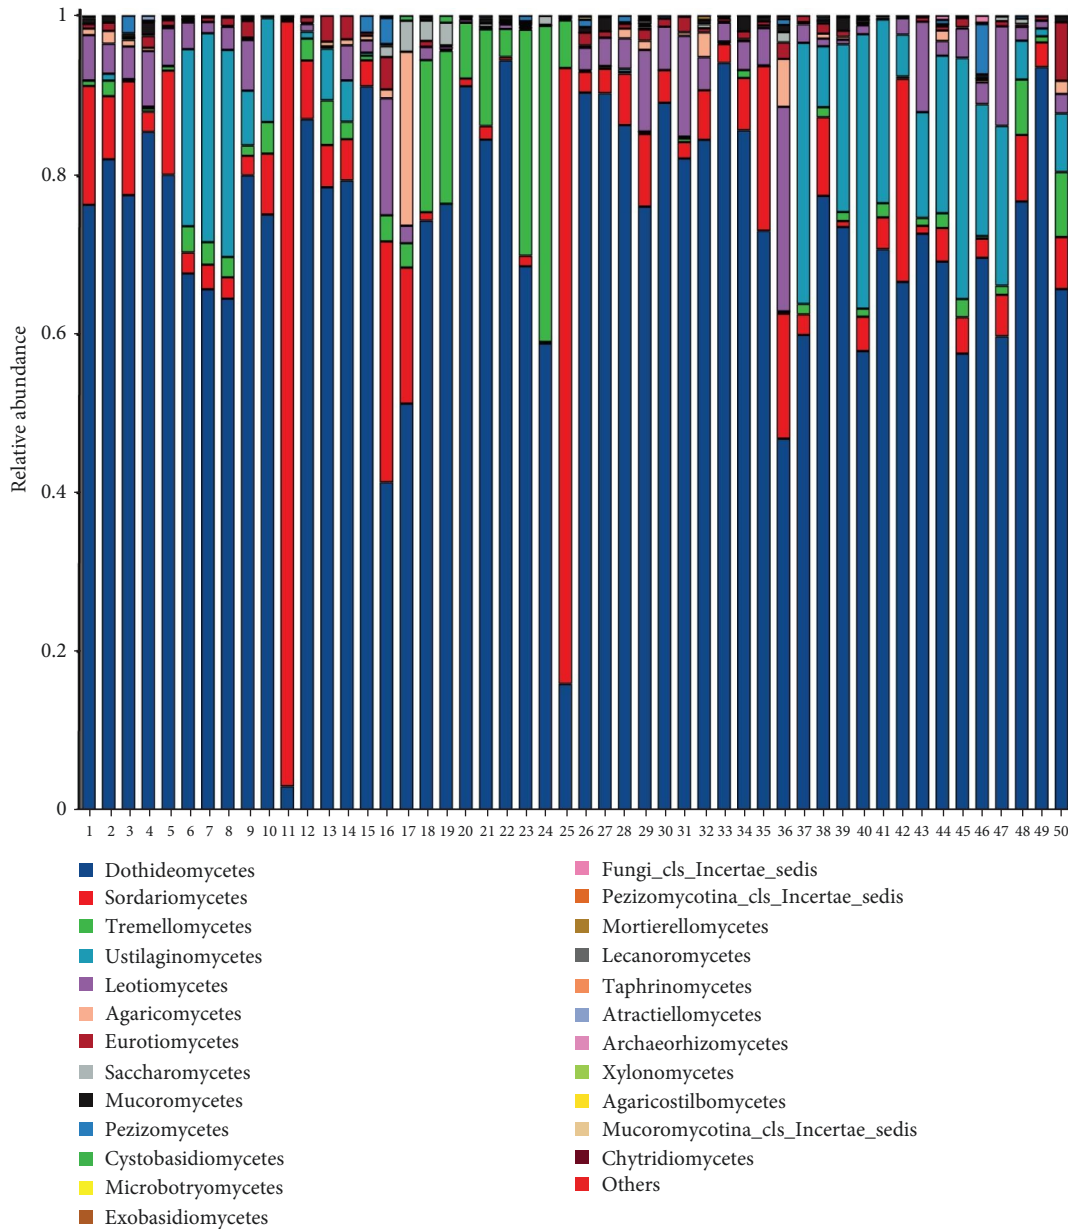 1
0.8
0.6
0.4
0.2
0
Relative abundance
1 2 3 4 5 6 7 8 9 10 11 12 13 14 15 16 17 18 19 20 21 22 23 24 25 26 27 28 29 30 31 32 33 34 35 36 37 38 39 40 41 42 43 44 45 46 47 48 49 50
Dothideomycetes
Sordariomycetes
Tremellomycetes
Ustilaginomycetes
Leotiomycetes
Agaricomycetes
Eurotiomycetes
Saccharomycetes
Mucoromycetes
Pezizomycetes
Cystobasidiomycetes
Microbotryomycetes
Exobasidiomycetes
Fungi_cls_Incertae_sedis
Pezizomycotina_cls_Incertae_sedis
Mortierellomycetes
Lecanoromycetes
Taphrinomycetes
Atractiellomycetes
Archaeorhizomycetes
Xylonomycetes
Agaricostilbomycetes
Mucoromycotina_cls_Incertae_sedis
Chytridiomycetes
Others